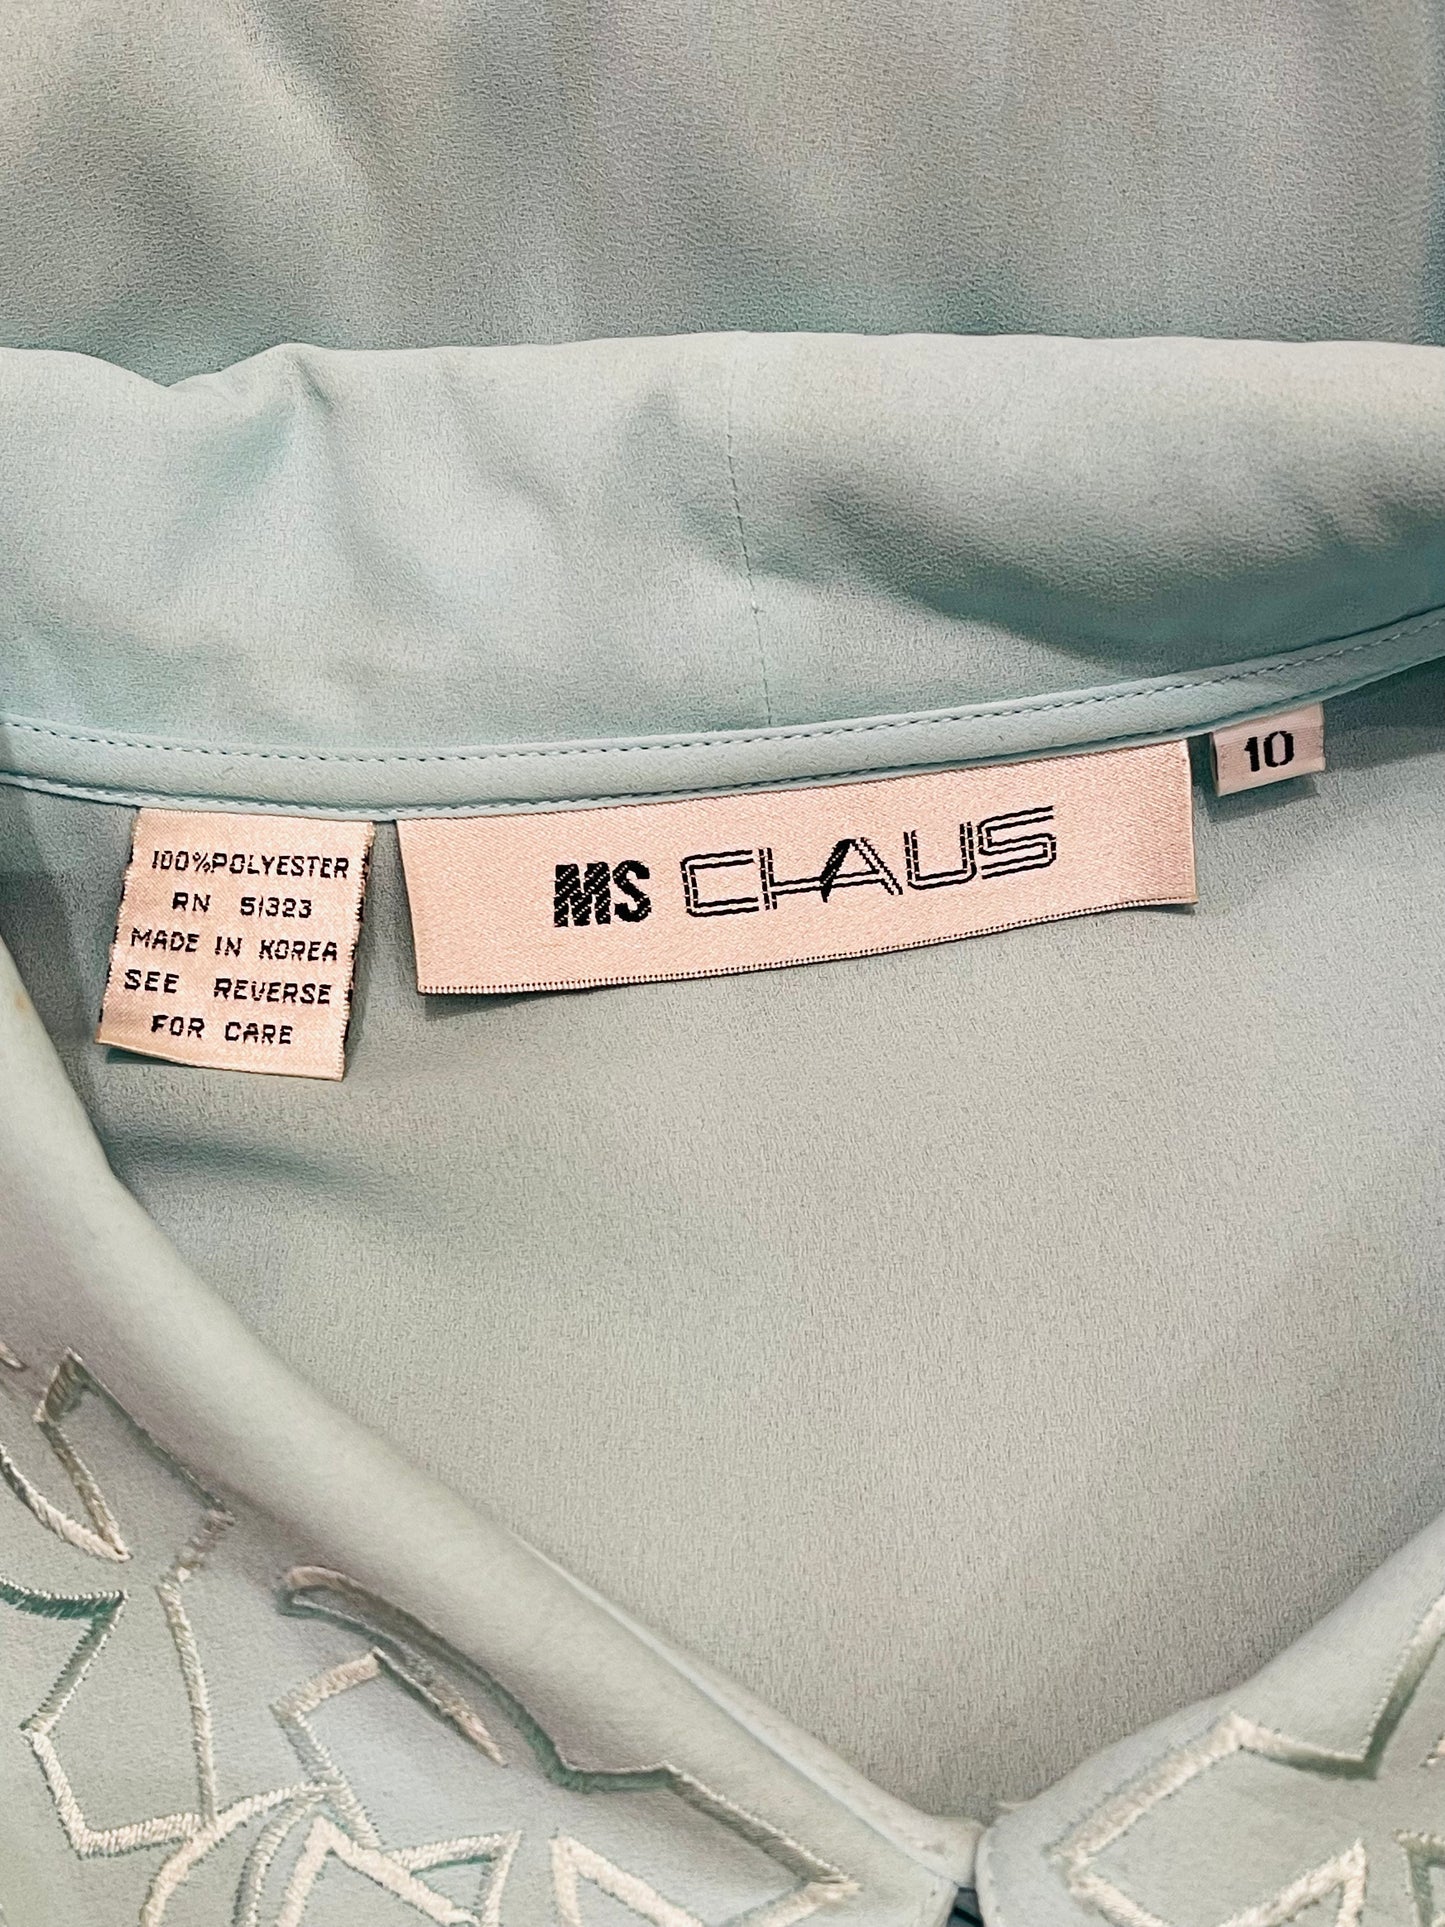 100%POLYESTER
RN 51323
MADE IN KOREA
SEE REVERSE
FOR CARE
MS CHAUS
10